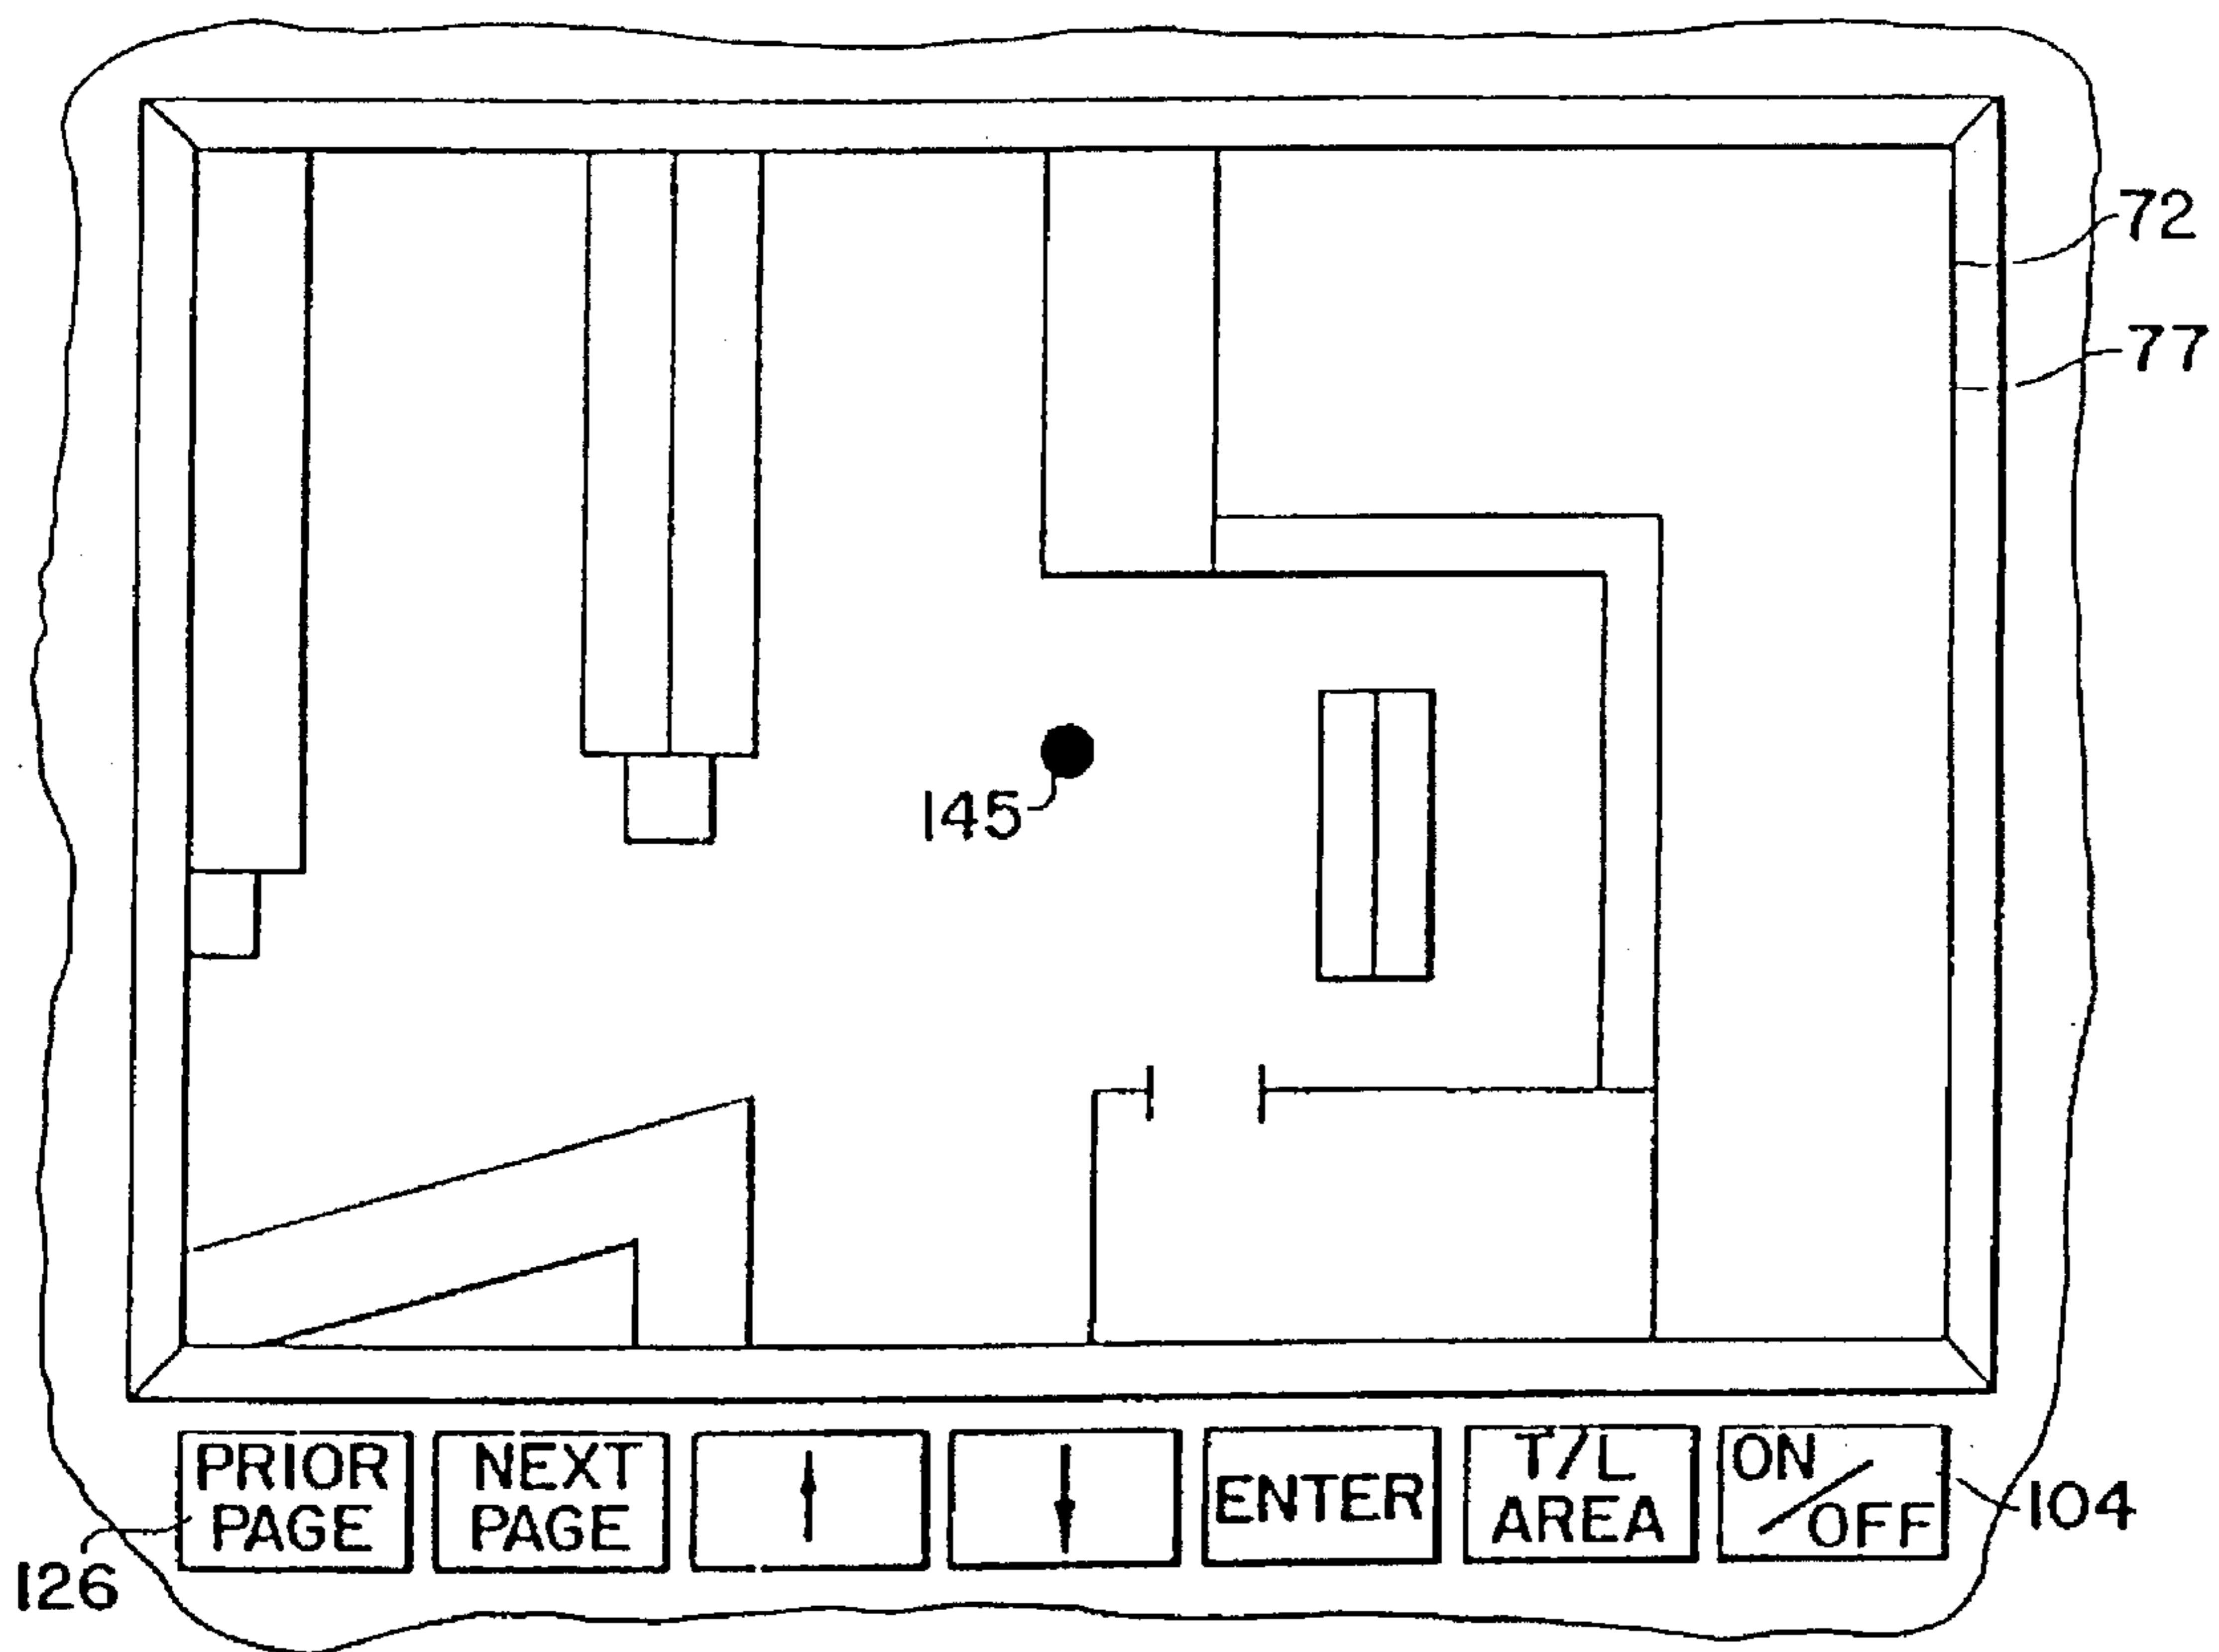 72
77
145
PRIOR
PAGE
NEXT
PAGE
ENTER
T/L
AREA
ON
/OFF
104
126